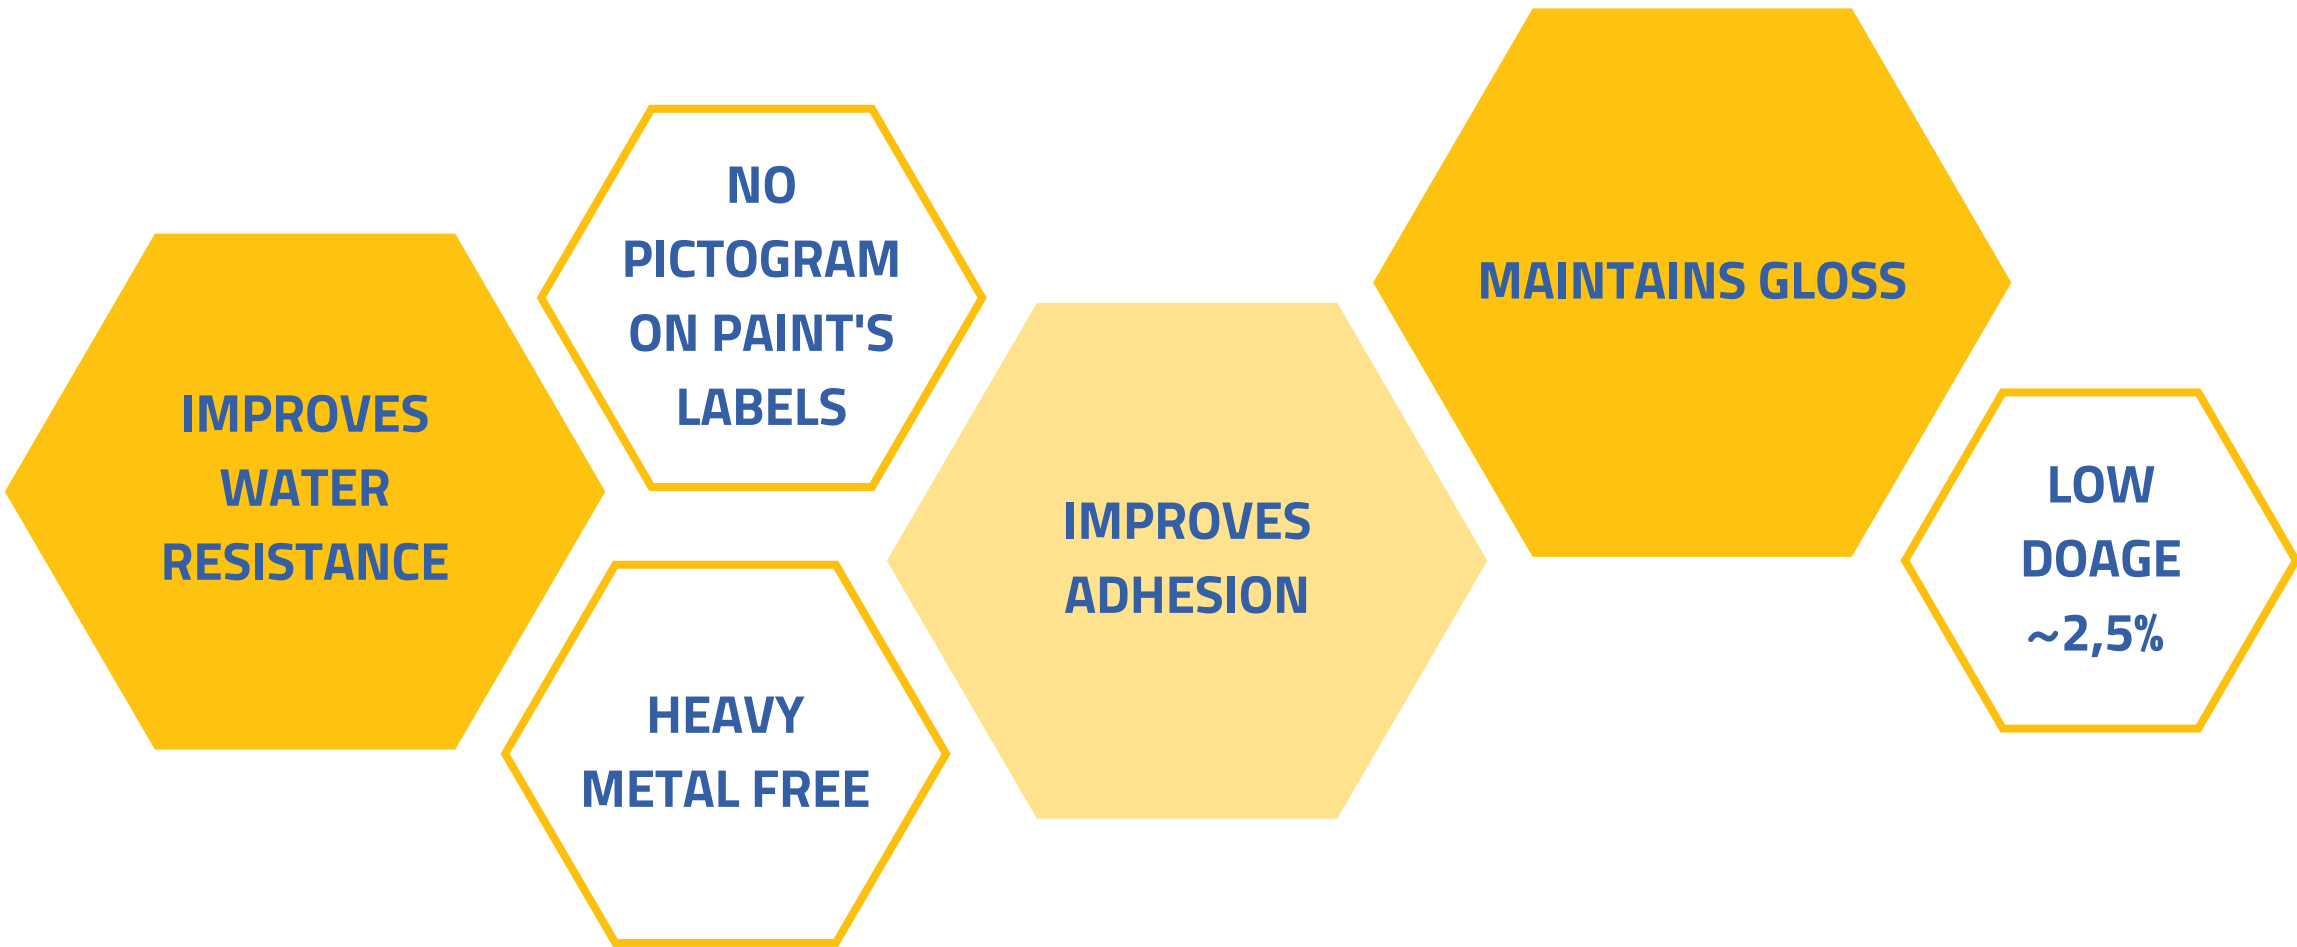 IMPROVES
WATER
RESISTANCE
NO
PICTOGRAM
ON PAINT'S
LABELS
HEAVY
METAL FREE
IMPROVES
ADHESION
MAINTAINS GLOSS
LOW
DOAGE
~2,5%